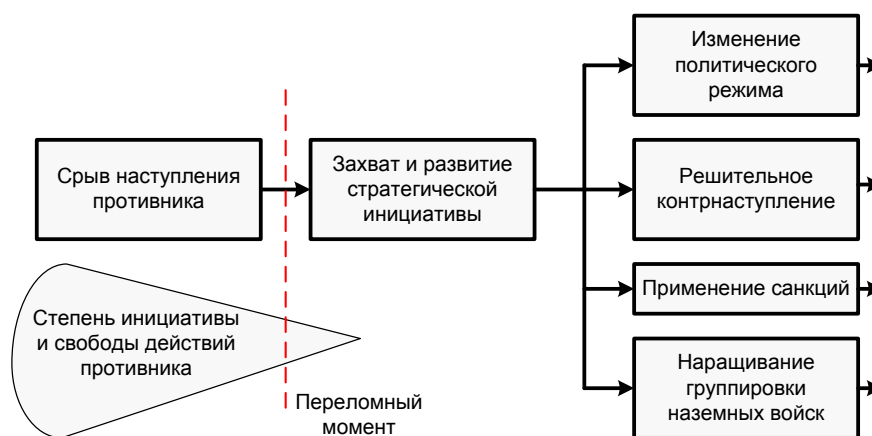 Срыв наступления
противника
Захват и развитие
стратегической
инициативы
Изменение
политического
режима
Решительное
контрнаступление
Применение санкций
Наращивание
группировки
наземных войск
Степень инициативы
и свободы действий
противника
Переломный
момент